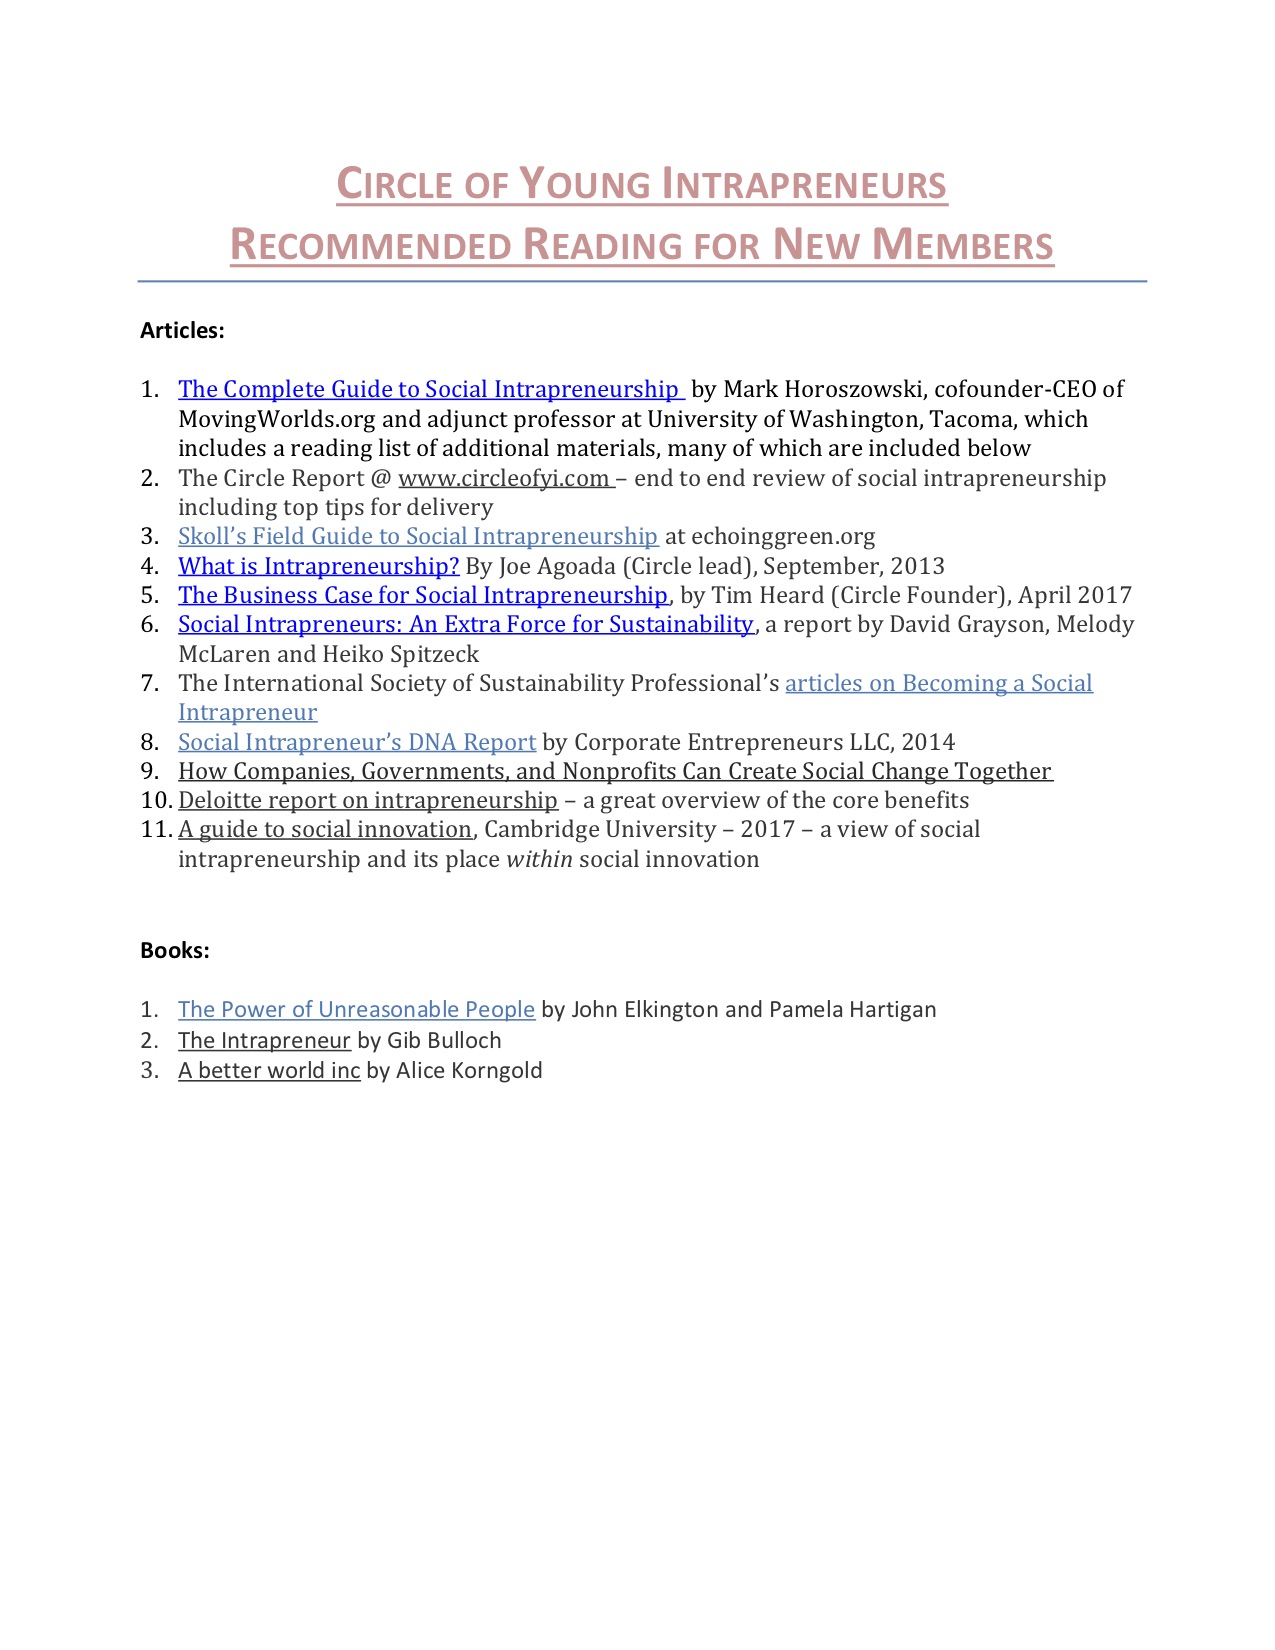 CIRCLE OF YOUNG INTRAPRENEURS
RECOMMENDED READING FOR NEW MEMBERS
Articles:
1. The Complete Guide to Social Intrapreneurship by Mark Horoszowski, cofounder-CEO of
MovingWorlds.org and adjunct professor at University of Washington, Tacoma, which
includes a reading list of additional materials, many of which are included below
2. The Circle Report @ www.circleofyi.com – end to end review of social intrapreneurship
including top tips for delivery
3. Skoll’s Field Guide to Social Intrapreneurship at echoinggreen.org
4. What is Intrapreneurship? By Joe Agoada (Circle lead), September, 2013
5. The Business Case for Social Intrapreneurship, by Tim Heard (Circle Founder), April 2017
6. Social Intrapreneurs: An Extra Force for Sustainability, a report by David Grayson, Melody
McLaren and Heiko Spitzeck
7. The International Society of Sustainability Professional’s articles on Becoming a Social
Intrapreneur
8. Social Intrapreneur’s DNA Report by Corporate Entrepreneurs LLC, 2014
9. How Companies, Governments, and Nonprofits Can Create Social Change Together
10. Deloitte report on intrapreneurship – a great overview of the core benefits
11. A guide to social innovation, Cambridge University – 2017 – a view of social
intrapreneurship and its place within social innovation
Books:
1. The Power of Unreasonable People by John Elkington and Pamela Hartigan
2. The Intrapreneur by Gib Bulloch
3. A better world inc by Alice Korngold